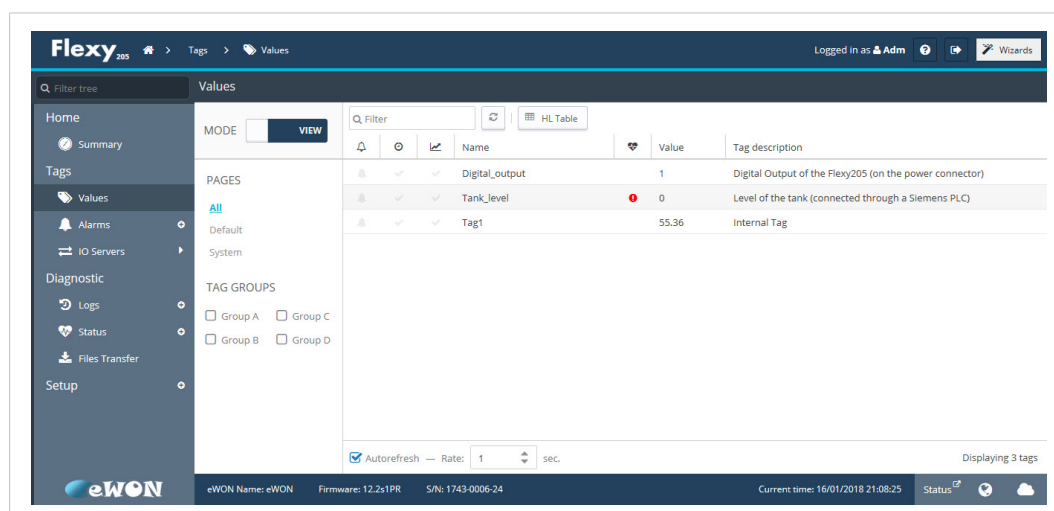 Flexy 205 > Tags > Values Logged in as Adm Wizards
Filter tree Values
Home
Summary
Tags
Values
Alarms
IO Servers
Diagnostic
Logs
Status
Files Transfer
Setup
MODE VIEW
PAGES
All
Default
System
TAG GROUPS
Group A Group C
Group B Group D
Filter HL Table
Name Value Tag description
Digital_output 1 Digital Output of the Flexy205 (on the power connector)
Tank_level 0 Level of the tank (connected through a Siemens PLC)
Tag1 55.36 Internal Tag
Autorefresh — Rate: 1 sec. Displaying 3 tags
eWON eWON Name: eWON Firmware: 12.2s1PR S/N: 1743-0006-24 Current time: 16/01/2018 21:08:25 Status